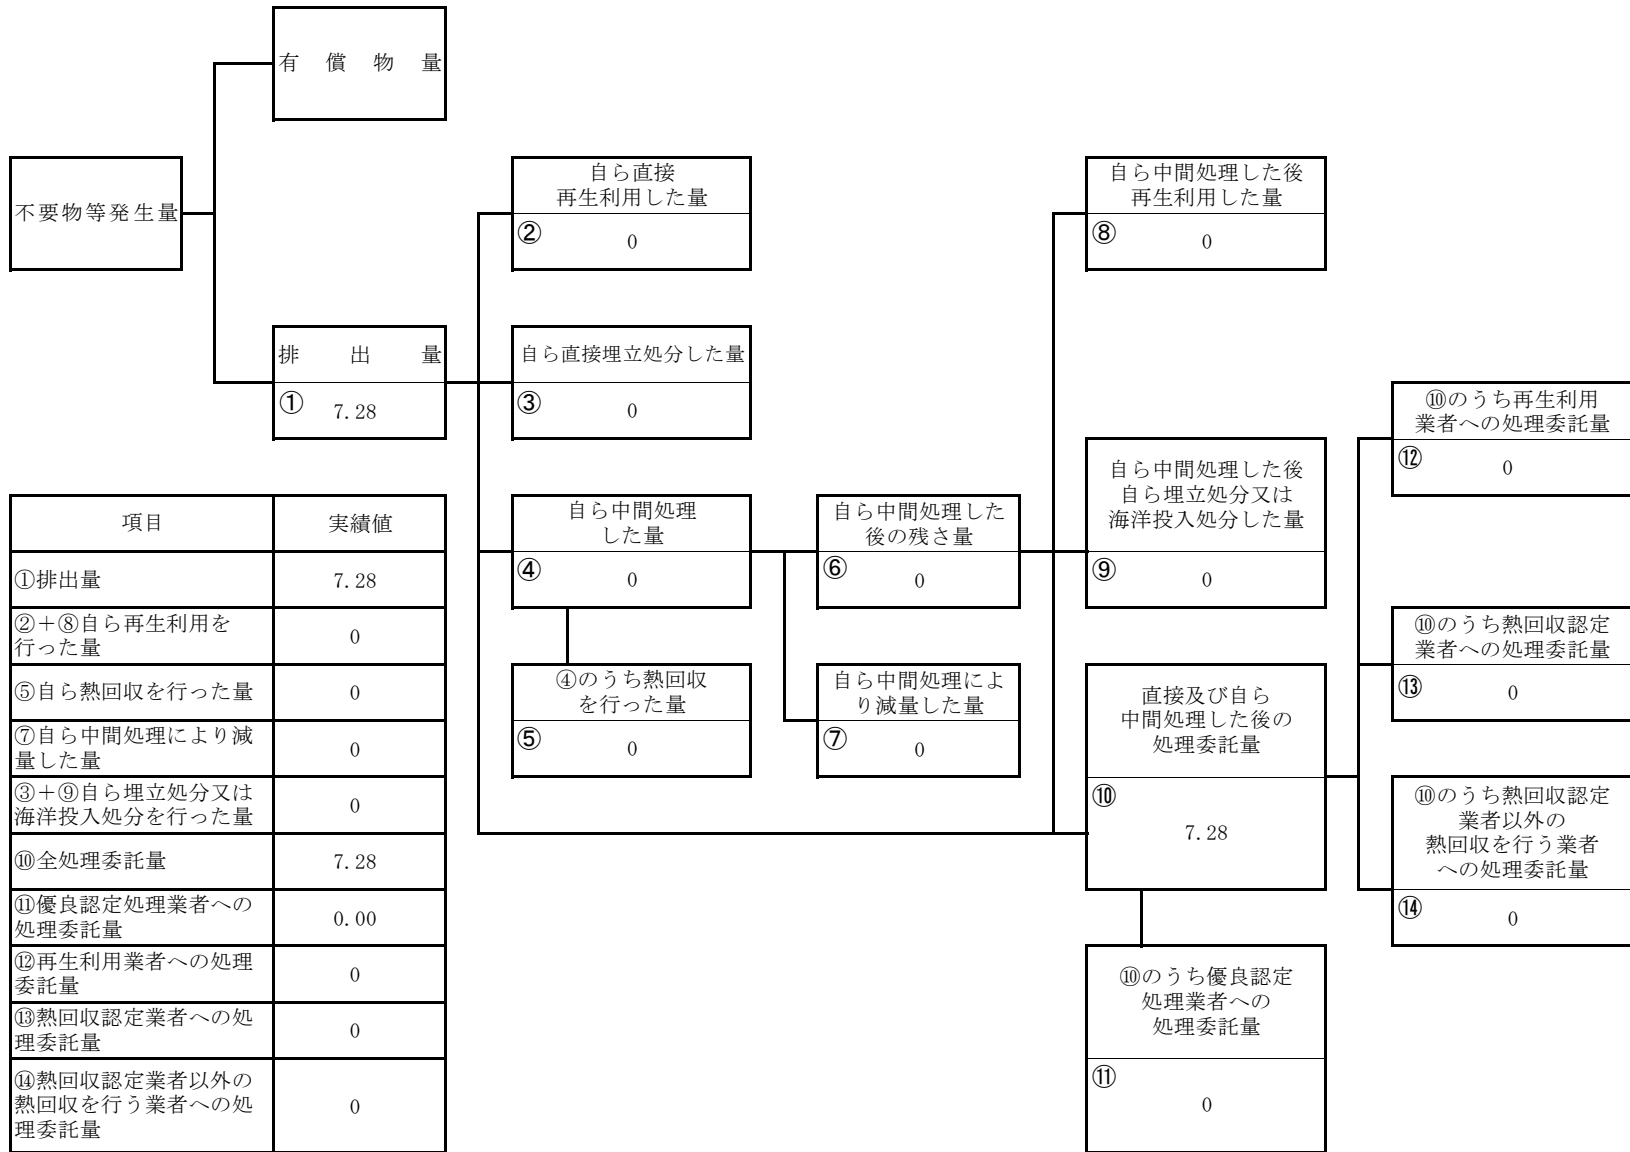 有償物量
不要物等発生量
排出量
① 7.28
自ら直接
再生利用した量
② 0
自ら直接埋立処分した量
③ 0
自ら中間処理
した量
④ 0
④のうち熱回収
を行った量
⑤ 0
自ら中間処理した
後の残さ量
⑥ 0
自ら中間処理によ
り減量した量
⑦ 0
自ら中間処理した後
再生利用した量
⑧ 0
自ら中間処理した後
自ら埋立処分又は
海洋投入処分した量
⑨ 0
直接及び自ら
中間処理した後の
処理委託量
⑩
7.28
⑩のうち優良認定
処理業者への
処理委託量
⑪
0
⑩のうち再生利用
業者への処理委託量
⑫ 0
⑩のうち熱回収認定
業者への処理委託量
⑬ 0
⑩のうち熱回収認定
業者以外の
熱回収を行う業者
への処理委託量
⑭ 0
項目 実績値
①排出量 7.28
②＋⑧自ら再生利用を
行った量 0
⑤自ら熱回収を行った量 0
⑦自ら中間処理により減
量した量 0
③＋⑨自ら埋立処分又は
海洋投入処分を行った量 0
⑩全処理委託量 7.28
⑪優良認定処理業者への
処理委託量 0.00
⑫再生利用業者への処理
委託量 0
⑬熱回収認定業者への処
理委託量 0
⑭熱回収認定業者以外の
熱回収を行う業者への処
理委託量 0